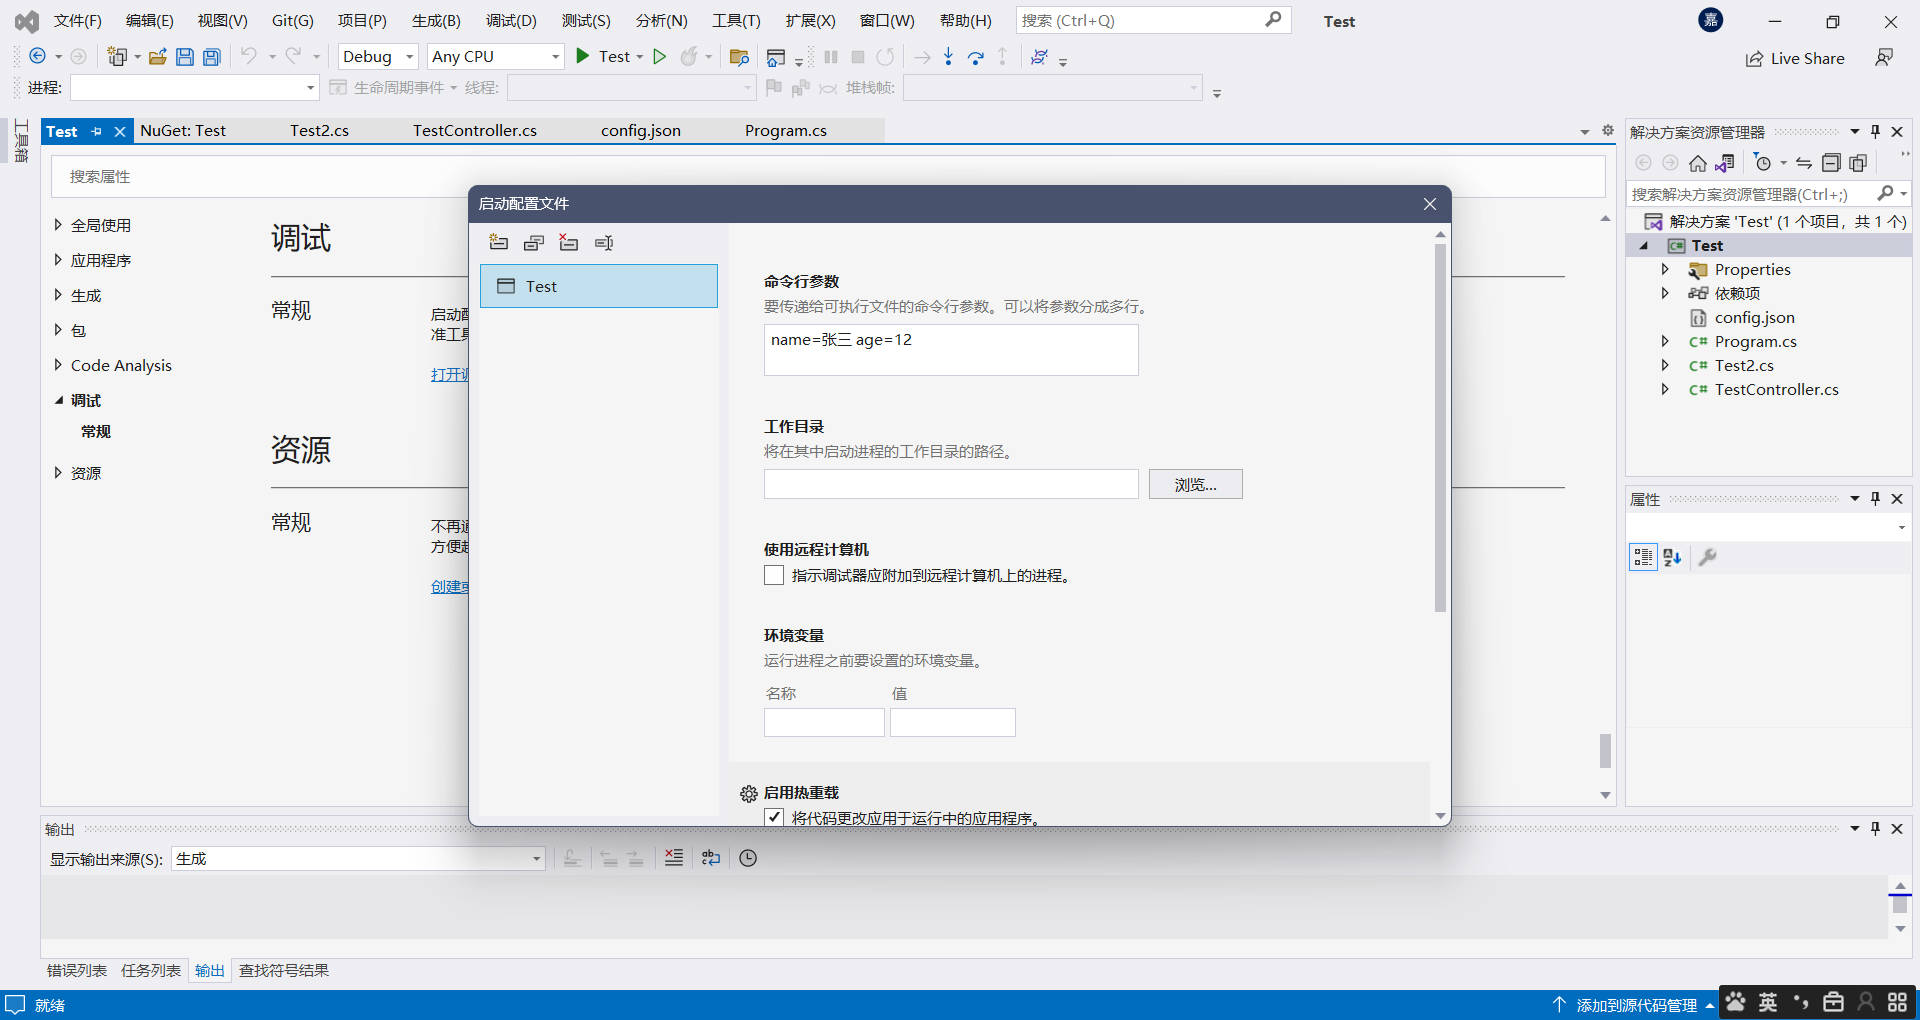 文件(F) 编辑(E) 视图(V) Git(G) 项目(P) 生成(B) 调试(D) 测试(S) 分析(N) 工具(T) 扩展(X) 窗口(W) 帮助(H) 搜索 (Ctrl+Q) Test 嘉
Debug Any CPU Test Live Share
进程: 生命周期事件 线程: 堆栈帧:
工具箱
Test NuGet: Test Test2.cs TestController.cs config.json Program.cs
搜索属性
全局使用
应用程序
生成
包
Code Analysis
调试
常规
资源
调试
常规
启动配
准工具
打开调
资源
常规
不再通
方便起
创建或
启动配置文件
Test
命令行参数
要传递给可执行文件的命令行参数。可以将参数分成多行。
name=张三 age=12
工作目录
将在其中启动进程的工作目录的路径。
浏览...
使用远程计算机
指示调试器应附加到远程计算机上的进程。
环境变量
运行进程之前要设置的环境变量。
名称 值
启用热重载
将代码更改应用于运行中的应用程序。
解决方案资源管理器
搜索解决方案资源管理器(Ctrl+;)
解决方案 'Test' (1 个项目，共 1 个)
Test
Properties
依赖项
config.json
Program.cs
Test2.cs
TestController.cs
属性
输出
显示输出来源(S): 生成
错误列表 任务列表 输出 查找符号结果
就绪 添加到源代码管理 英